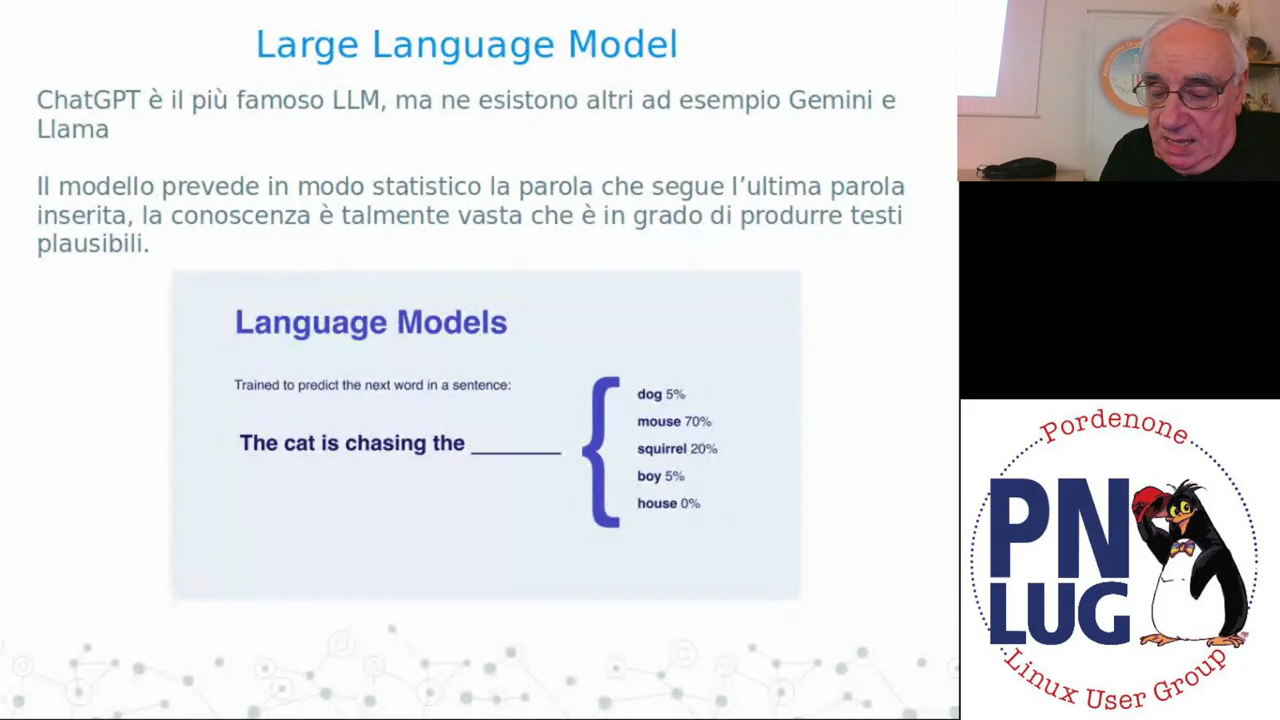 Large Language Model
ChatGPT è il più famoso LLM, ma ne esistono altri ad esempio Gemini e
Llama
Il modello prevede in modo statistico la parola che segue l’ultima parola
inserita, la conoscenza è talmente vasta che è in grado di produrre testi
plausibili.
Language Models
Trained to predict the next word in a sentence:
The cat is chasing the ________
dog 5%
mouse 70%
squirrel 20%
boy 5%
house 0%
Pordenone
PN
LUG
Linux User Group